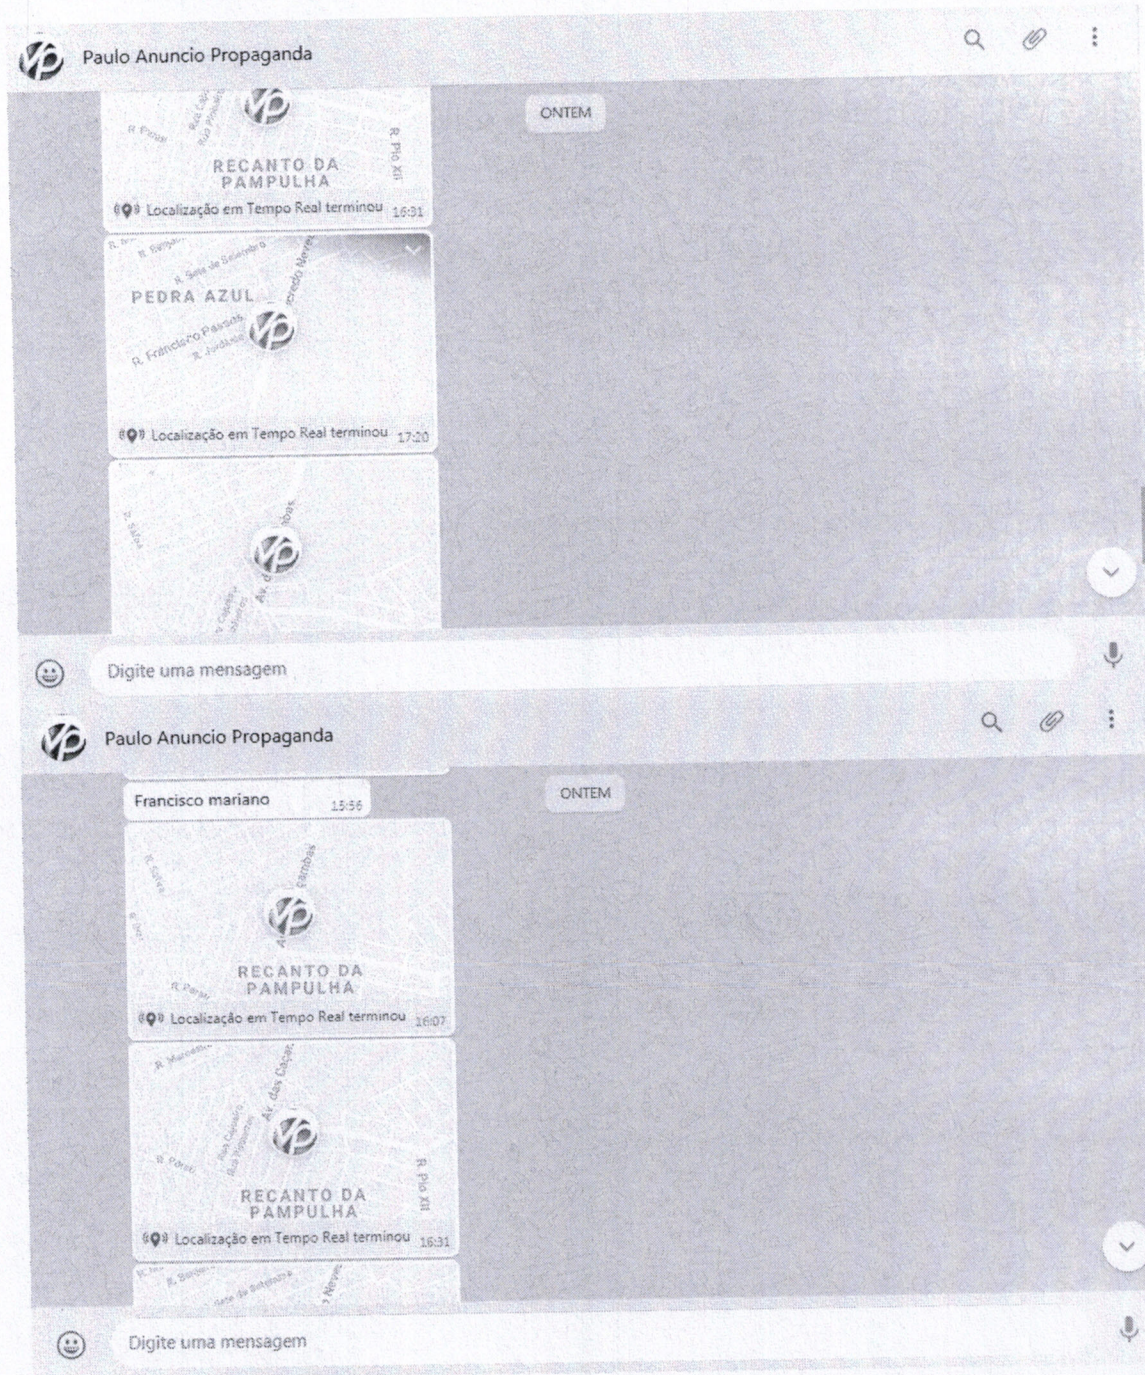 Paulo Anuncio Propaganda
ONTEM
R. Pio XII
RECANTO DA
PAMPULHA
Localização em Tempo Real terminou 16:31
R. Sete de Setembro
PEDRA AZUL
R. Francisco Passos
Localização em Tempo Real terminou 17:20
Av. d
Digite uma mensagem
Paulo Anuncio Propaganda
Francisco mariano 15:56
ONTEM
RECANTO DA
PAMPULHA
Localização em Tempo Real terminou 16:07
Av. das Caçar
R. Pio XII
RECANTO DA
PAMPULHA
Localização em Tempo Real terminou 16:31
Digite uma mensagem